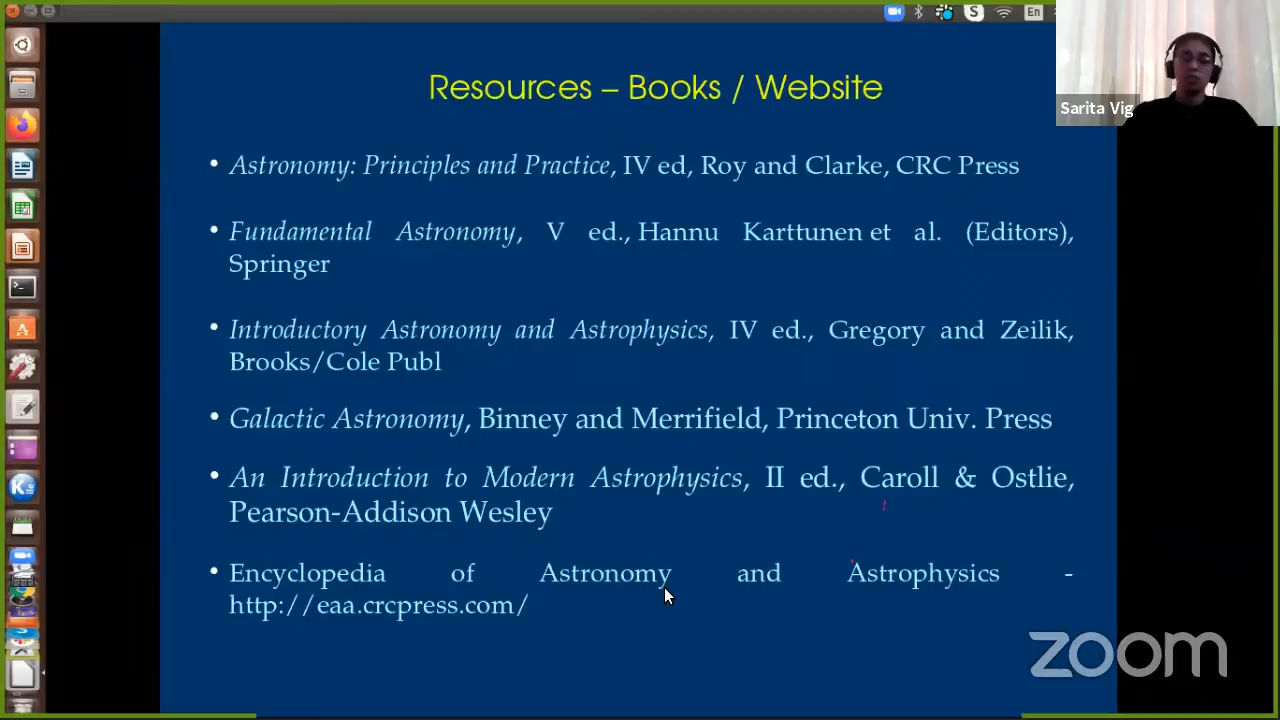 S
En
Resources – Books / Website
Sarita Vig
• Astronomy: Principles and Practice, IV ed, Roy and Clarke, CRC Press
• Fundamental Astronomy, V ed., Hannu Karttunen et al. (Editors),
Springer
• Introductory Astronomy and Astrophysics, IV ed., Gregory and Zeilik,
Brooks/Cole Publ
• Galactic Astronomy, Binney and Merrifield, Princeton Univ. Press
• An Introduction to Modern Astrophysics, II ed., Caroll & Ostlie,
Pearson-Addison Wesley
• Encyclopedia of Astronomy and Astrophysics -
http://eaa.crcpress.com/
zoom